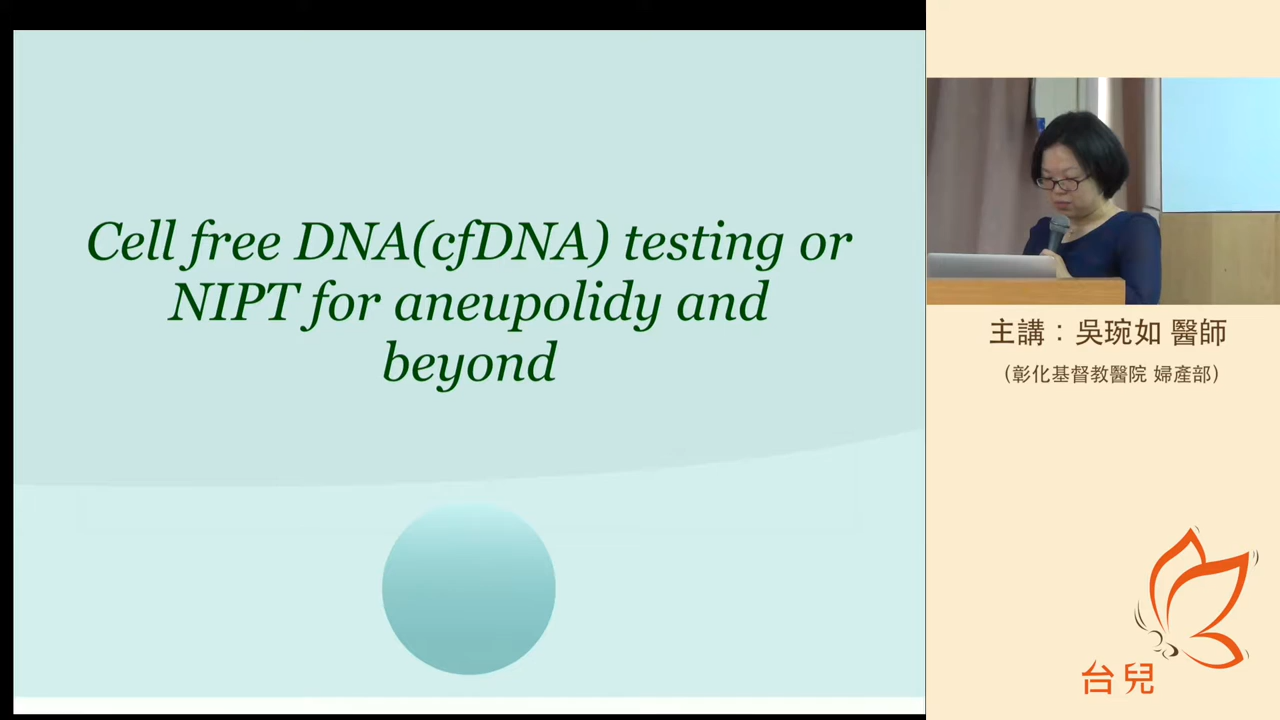 Cell free DNA(cfDNA) testing or
NIPT for aneupolidy and
beyond
主講：吳琬如 醫師
（彰化基督教醫院 婦產部）
台兒